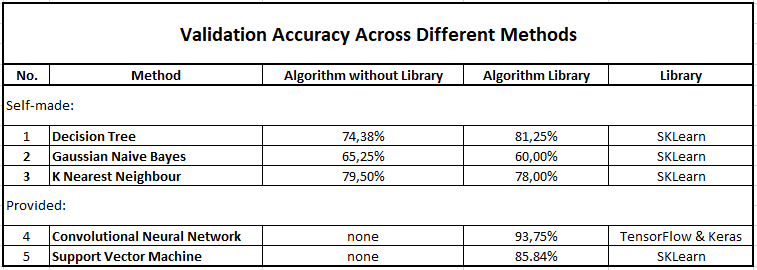 Validation Accuracy Across Different Methods
No. Method Algorithm without Library Algorithm Library Library
Self-made:
1 Decision Tree 74,38% 81,25% SKLearn
2 Gaussian Naive Bayes 65,25% 60,00% SKLearn
3 K Nearest Neighbour 79,50% 78,00% SKLearn
Provided:
4 Convolutional Neural Network none 93,75% TensorFlow & Keras
5 Support Vector Machine none 85.84% SKLearn